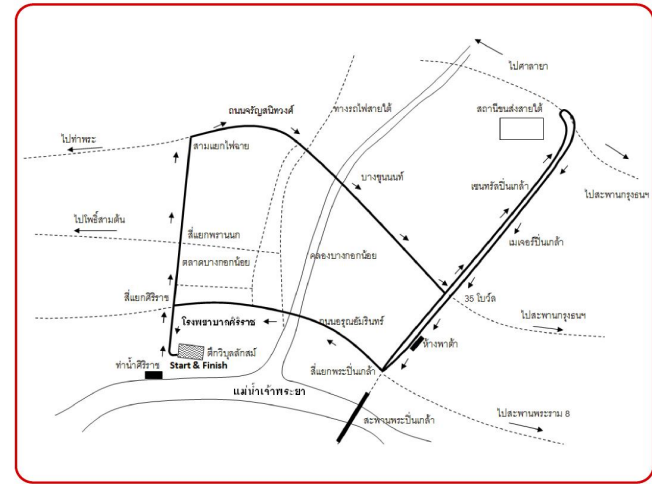 ไปศาลายา
ถนนจรัญสนิทวงศ์
ทางรถไฟสายใต้
สถานีขนส่งสายใต้
ไปท่าพระ
สามแยกไฟฉาย
บางขุนนนท์
เซนทรัลปิ่นเกล้า
ไปสะพานกรุงธนฯ
ไปโพธิ์สามต้น
สี่แยกพรานนก
เมเจอร์ปิ่นเกล้า
ตลาดบางกอกน้อย
คลองบางกอกน้อย
สี่แยกศิริราช
35 โบว์ล
โรงพยาบาลศิริราช
ถนนอรุณอัมรินทร์
ไปสะพานกรุงธนฯ
ห้างพาต้า
ตึกวิบุลลักสม์
ท่าน้ำศิริราช
Start & Finish
สี่แยกพระปิ่นเกล้า
แม่น้ำเจ้าพระยา
ไปสะพานพระราม 8
สะพานพระปิ่นเกล้า